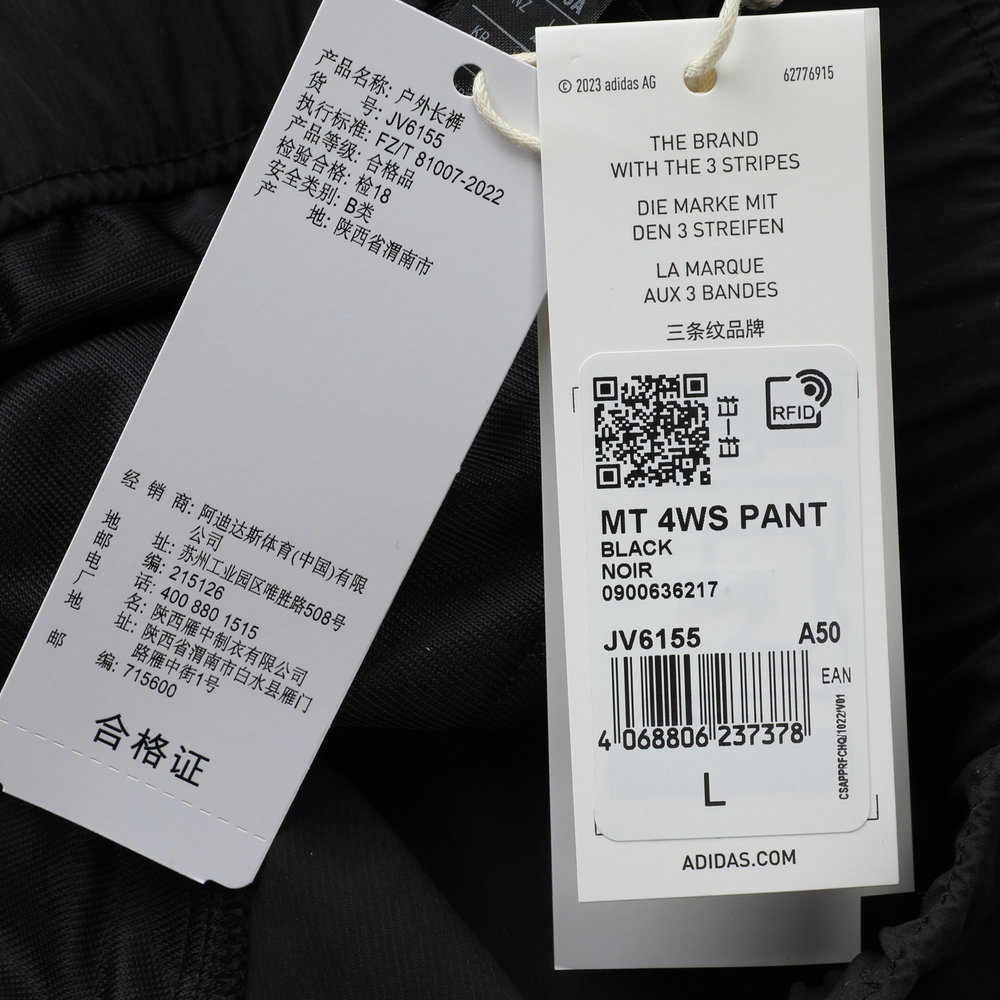 产品名称: 户外长裤
货 号: JV6155
执行标准: FZ/T 81007-2022
产品等级: 合格品
检验合格: 检18
安全类别: B类
产 地: 陕西省渭南市
经 销 商: 阿迪达斯体育(中国)有限
公司
地 址: 苏州工业园区唯胜路508号
邮 编: 215126
电 话: 400 880 1515
厂 名: 陕西雁中制衣有限公司
地 址: 陕西省渭南市白水县雁门
路雁中街1号
邮 编: 715600
合格证
NZ
KR
© 2023 adidas AG
62776915
THE BRAND
WITH THE 3 STRIPES
DIE MARKE MIT
DEN 3 STREIFEN
LA MARQUE
AUX 3 BANDES
三条纹品牌
扫一扫
RFID
MT 4WS PANT
BLACK
NOIR
0900636217
JV6155 A50
EAN
4 068806 237378
CSAPPRFCHQ/1022/V01
L
ADIDAS.COM